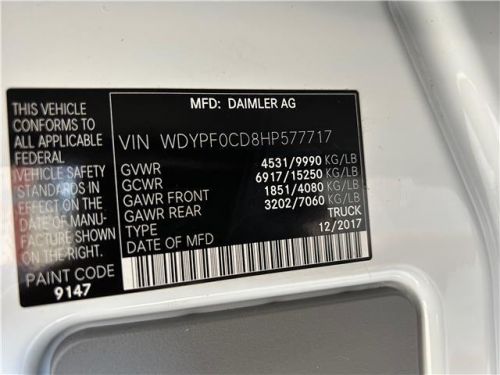 THIS VEHICLE
CONFORMS TO
ALL APPLICABLE
FEDERAL
VEHICLE SAFETY
STANDARDS IN
EFFECT ON THE
DATE OF MANU-
FACTURE SHOWN
ON THE RIGHT.
PAINT CODE
9147
MFD: DAIMLER AG
VIN WDYPF0CD8HP577717
GVWR 4531/9990 KG/LB
GCWR 6917/15250 KG/LB
GAWR FRONT 1851/4080 KG/LB
GAWR REAR 3202/7060 KG/LB
TYPE TRUCK
DATE OF MFD 12/2017